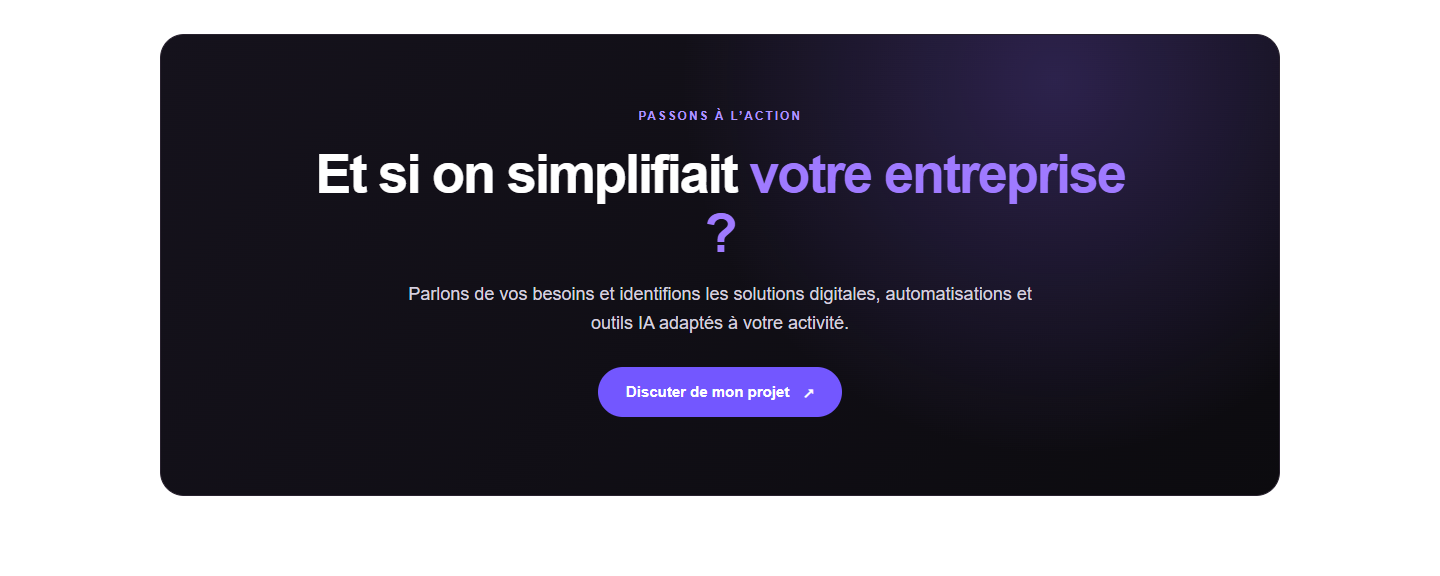 PASSONS À L’ACTION
Et si on simplifiait votre entreprise
?
Parlons de vos besoins et identifions les solutions digitales, automatisations et
outils IA adaptés à votre activité.
Discuter de mon projet ↗